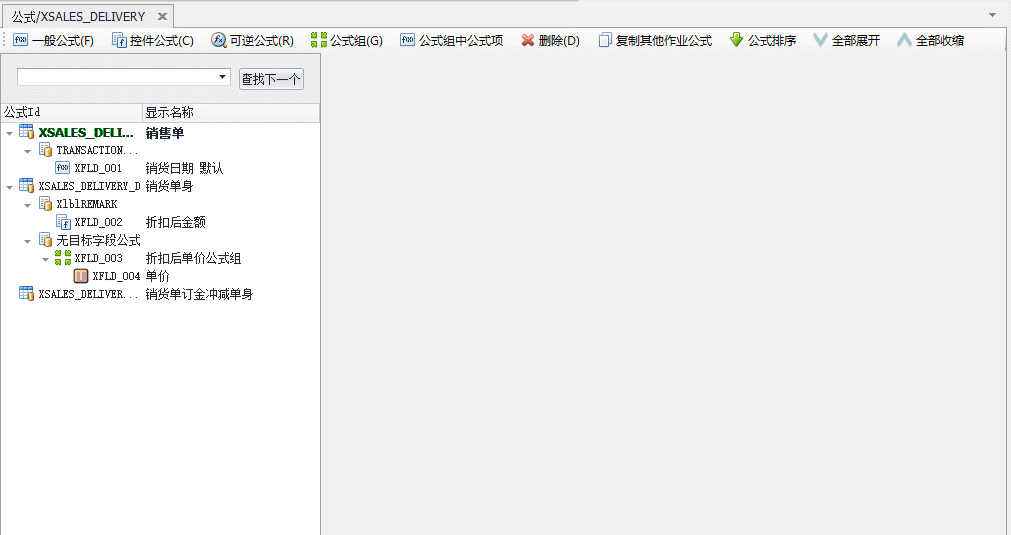 公式/XSALES_DELIVERY
一般公式(F) 控件公式(C) 可逆公式(R) 公式组(G) 公式组中公式项 删除(D) 复制其他作业公式 公式排序 全部展开 全部收缩
查找下一个
公式Id 显示名称
XSALES_DELI... 销售单
TRANSACTION...
XFLD_001 销货日期 默认
XSALES_DELIVERY_D 销货单身
XlblREMARK
XFLD_002 折扣后金额
无目标字段公式
XFLD_003 折扣后单价公式组
XFLD_004 单价
XSALES_DELIVER... 销货单订金冲减单身